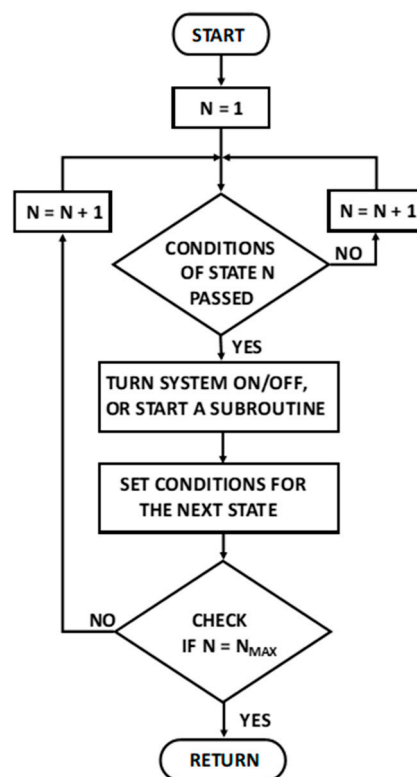 START
N = 1
N = N + 1
N = N + 1
CONDITIONS
OF STATE N
PASSED
NO
YES
TURN SYSTEM ON/OFF,
OR START A SUBROUTINE
SET CONDITIONS FOR
THE NEXT STATE
NO
CHECK
IF N = NMAX
YES
RETURN